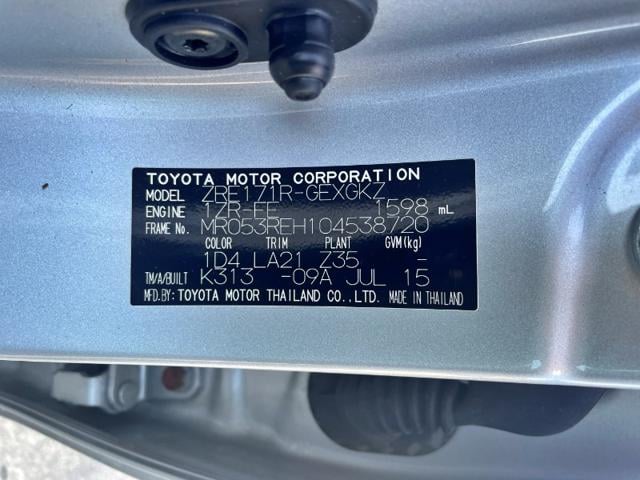 TOYOTA MOTOR CORPORATION
MODEL ZRE171R-GEXGKZ
ENGINE 1ZR-FE 1598 mL
FRAME No. MR053REH104538720
COLOR TRIM PLANT GVM(kg)
1D4 LA21 Z35 -
TM/A/BUILT K313 -09A JUL 15
MFD.BY: TOYOTA MOTOR THAILAND CO.,LTD. MADE IN THAILAND